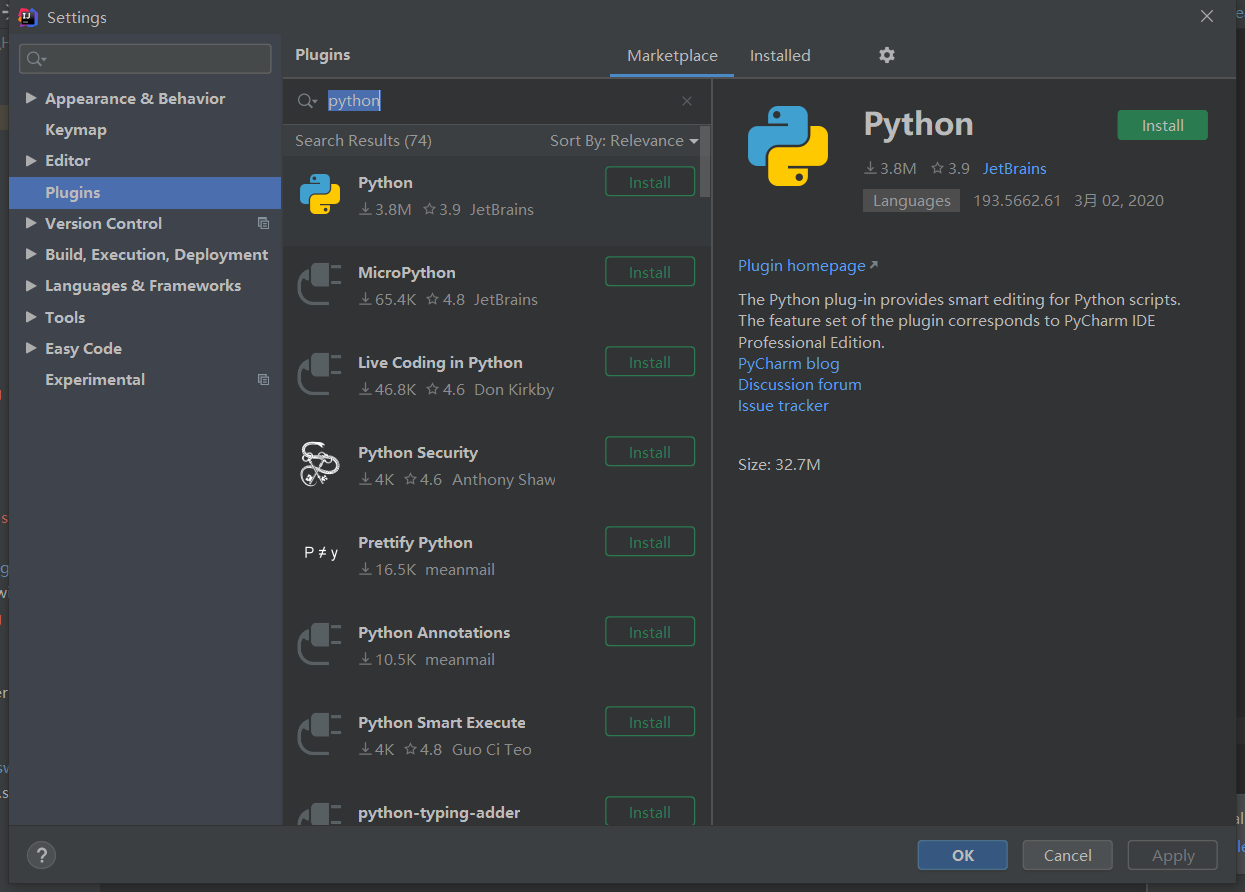 Settings
Plugins
Marketplace
Installed
Appearance & Behavior
Keymap
Editor
Plugins
Version Control
Build, Execution, Deployment
Languages & Frameworks
Tools
Easy Code
Experimental
python
Search Results (74)
Sort By: Relevance
Python
Install
3.8M 3.9 JetBrains
MicroPython
Install
65.4K 4.8 JetBrains
Live Coding in Python
Install
46.8K 4.6 Don Kirkby
Python Security
Install
4K 4.6 Anthony Shaw
P ≠ y
Prettify Python
Install
16.5K meanmail
Python Annotations
Install
10.5K meanmail
Python Smart Execute
Install
4K 4.8 Guo Ci Teo
python-typing-adder
Install
Python
Install
3.8M 3.9 JetBrains
Languages 193.5662.61 3月 02, 2020
Plugin homepage
The Python plug-in provides smart editing for Python scripts.
The feature set of the plugin corresponds to PyCharm IDE
Professional Edition.
PyCharm blog
Discussion forum
Issue tracker
Size: 32.7M
?
OK
Cancel
Apply